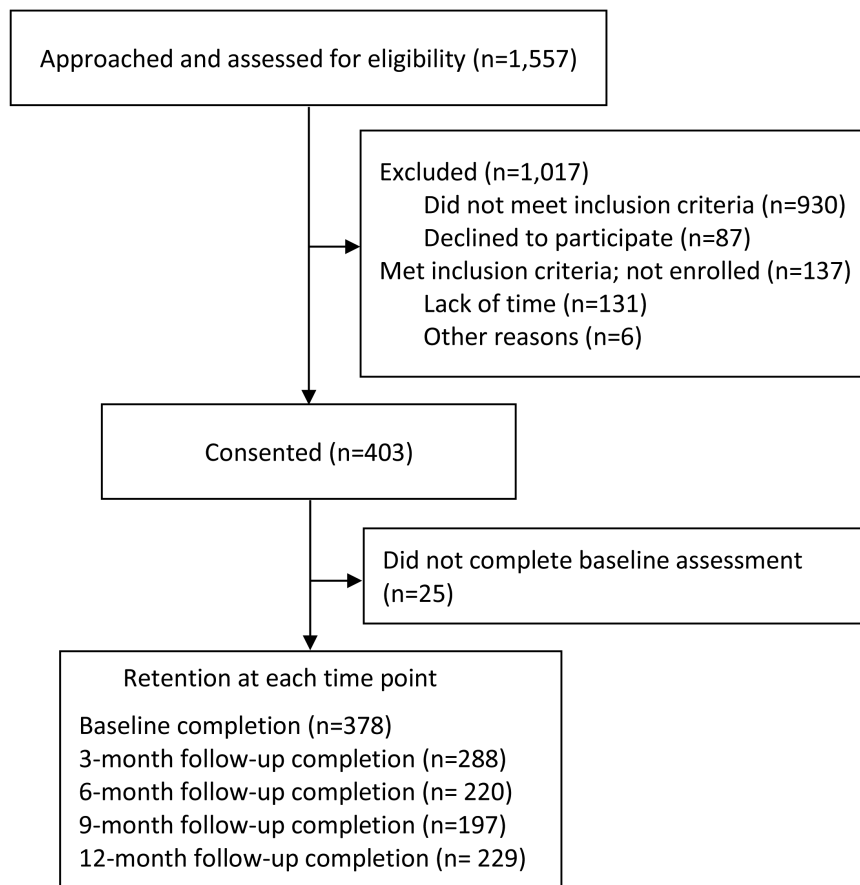 Approached and assessed for eligibility (n=1,557)
Excluded (n=1,017)
Did not meet inclusion criteria (n=930)
Declined to participate (n=87)
Met inclusion criteria; not enrolled (n=137)
Lack of time (n=131)
Other reasons (n=6)
Consented (n=403)
Did not complete baseline assessment
(n=25)
Retention at each time point
Baseline completion (n=378)
3-month follow-up completion (n=288)
6-month follow-up completion (n= 220)
9-month follow-up completion (n=197)
12-month follow-up completion (n= 229)